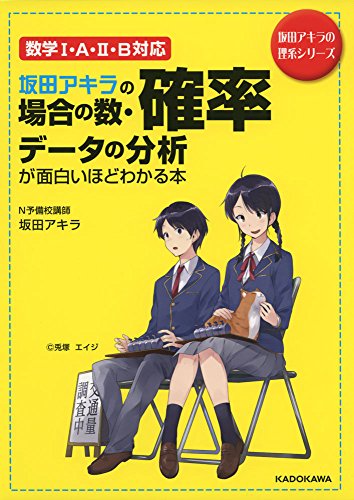 数学Ⅰ・A・Ⅱ・B対応
坂田アキラの
理系シリーズ
坂田アキラの
場合の数・確率
データの分析
が面白いほどわかる本
N予備校講師
坂田アキラ
©兎塚 エイジ
交通量
調査中
KADOKAWA